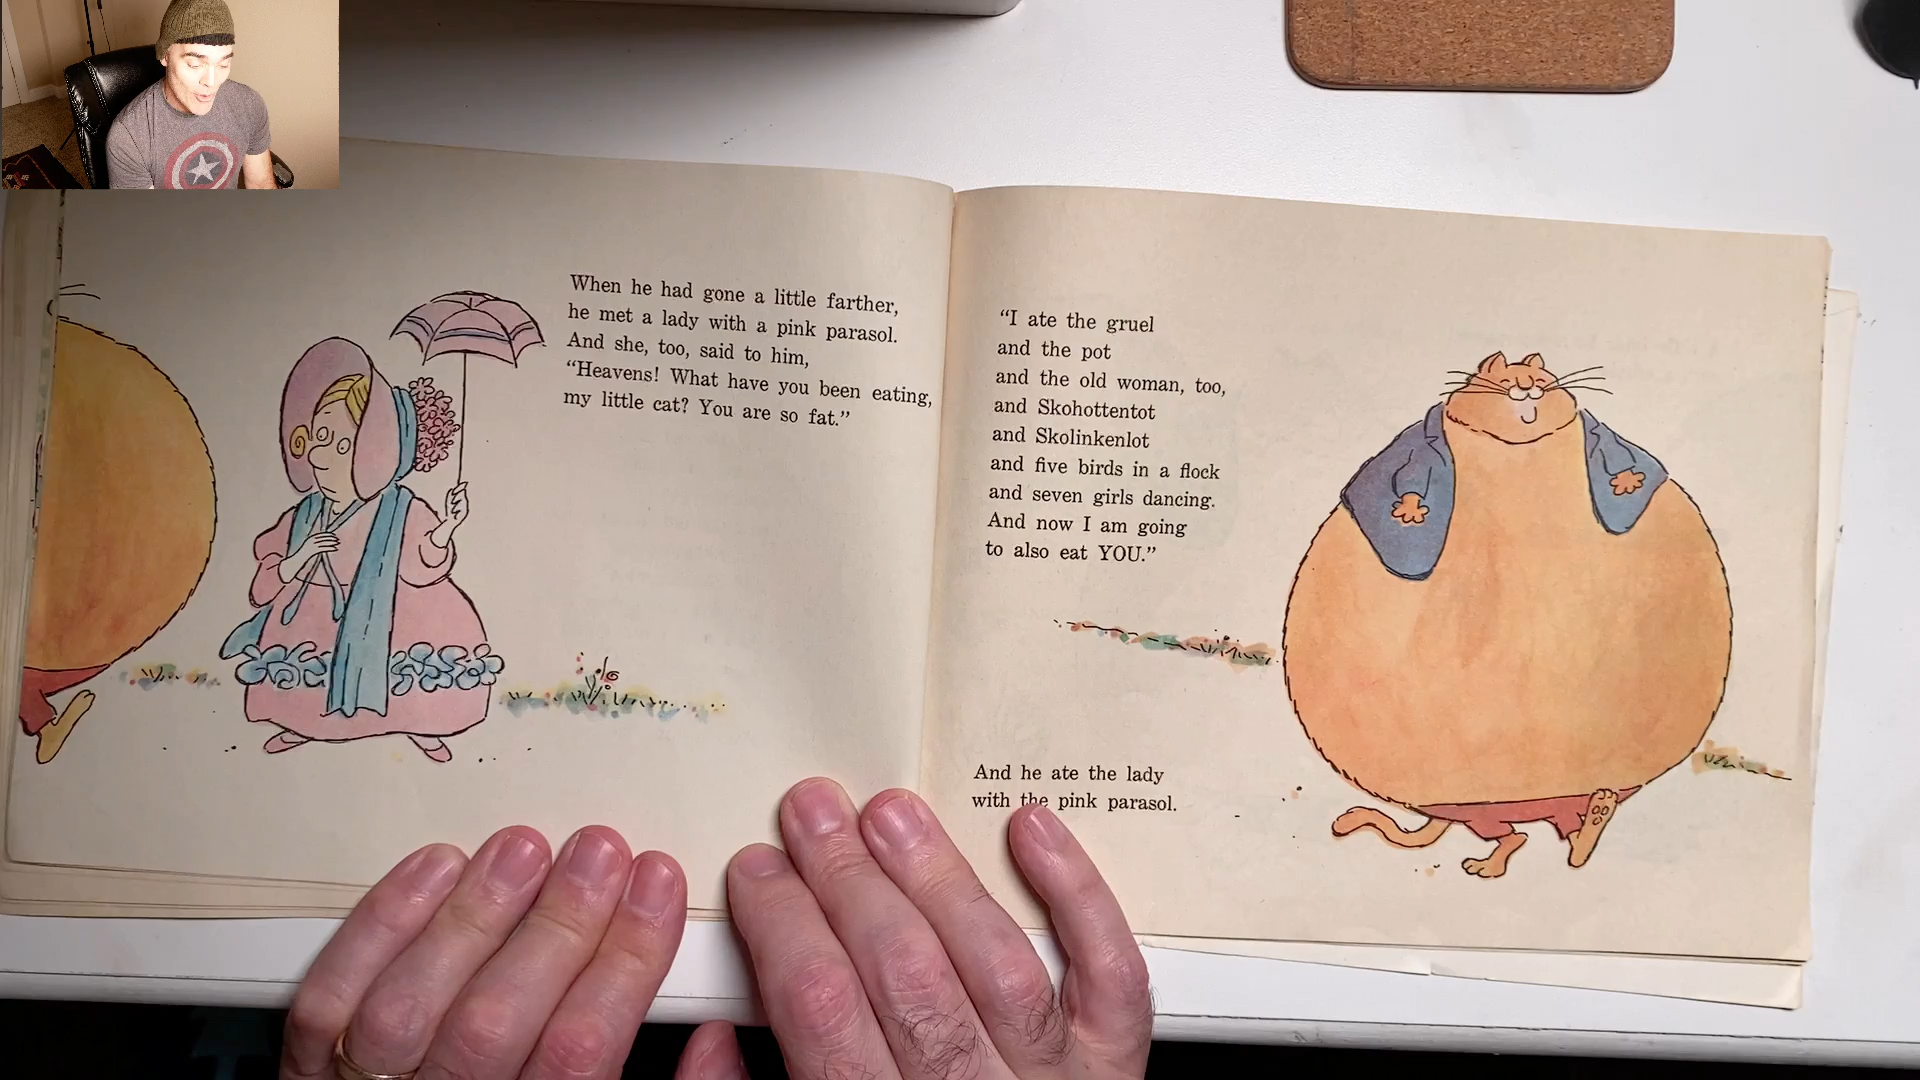 When he had gone a little farther,
he met a lady with a pink parasol.
And she, too, said to him,
“Heavens! What have you been eating,
my little cat? You are so fat.”
“I ate the gruel
and the pot
and the old woman, too,
and Skohottentot
and Skolinkenlot
and five birds in a flock
and seven girls dancing.
And now I am going
to also eat YOU.”
And he ate the lady
with the pink parasol.